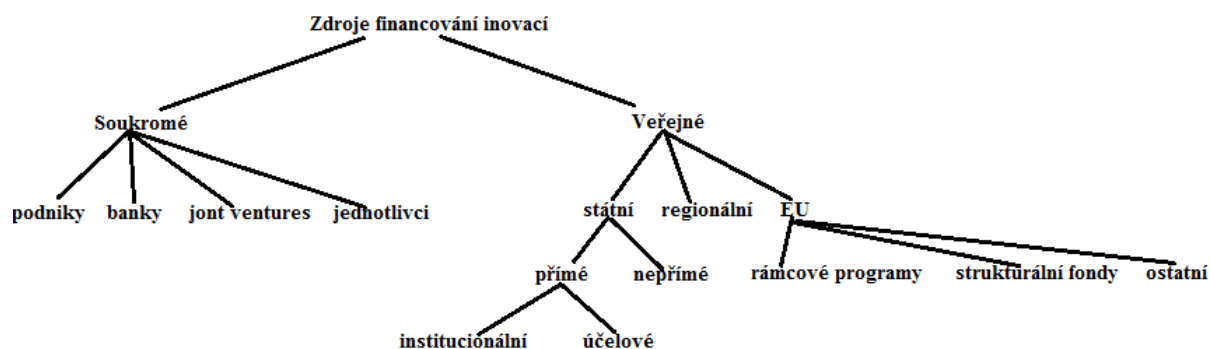 Zdroje financování inovací
Soukromé Veřejné
podniky banky jont ventures jednotlivci státní regionální EU
přímé nepřímé rámcové programy strukturální fondy ostatní
institucionální účelové